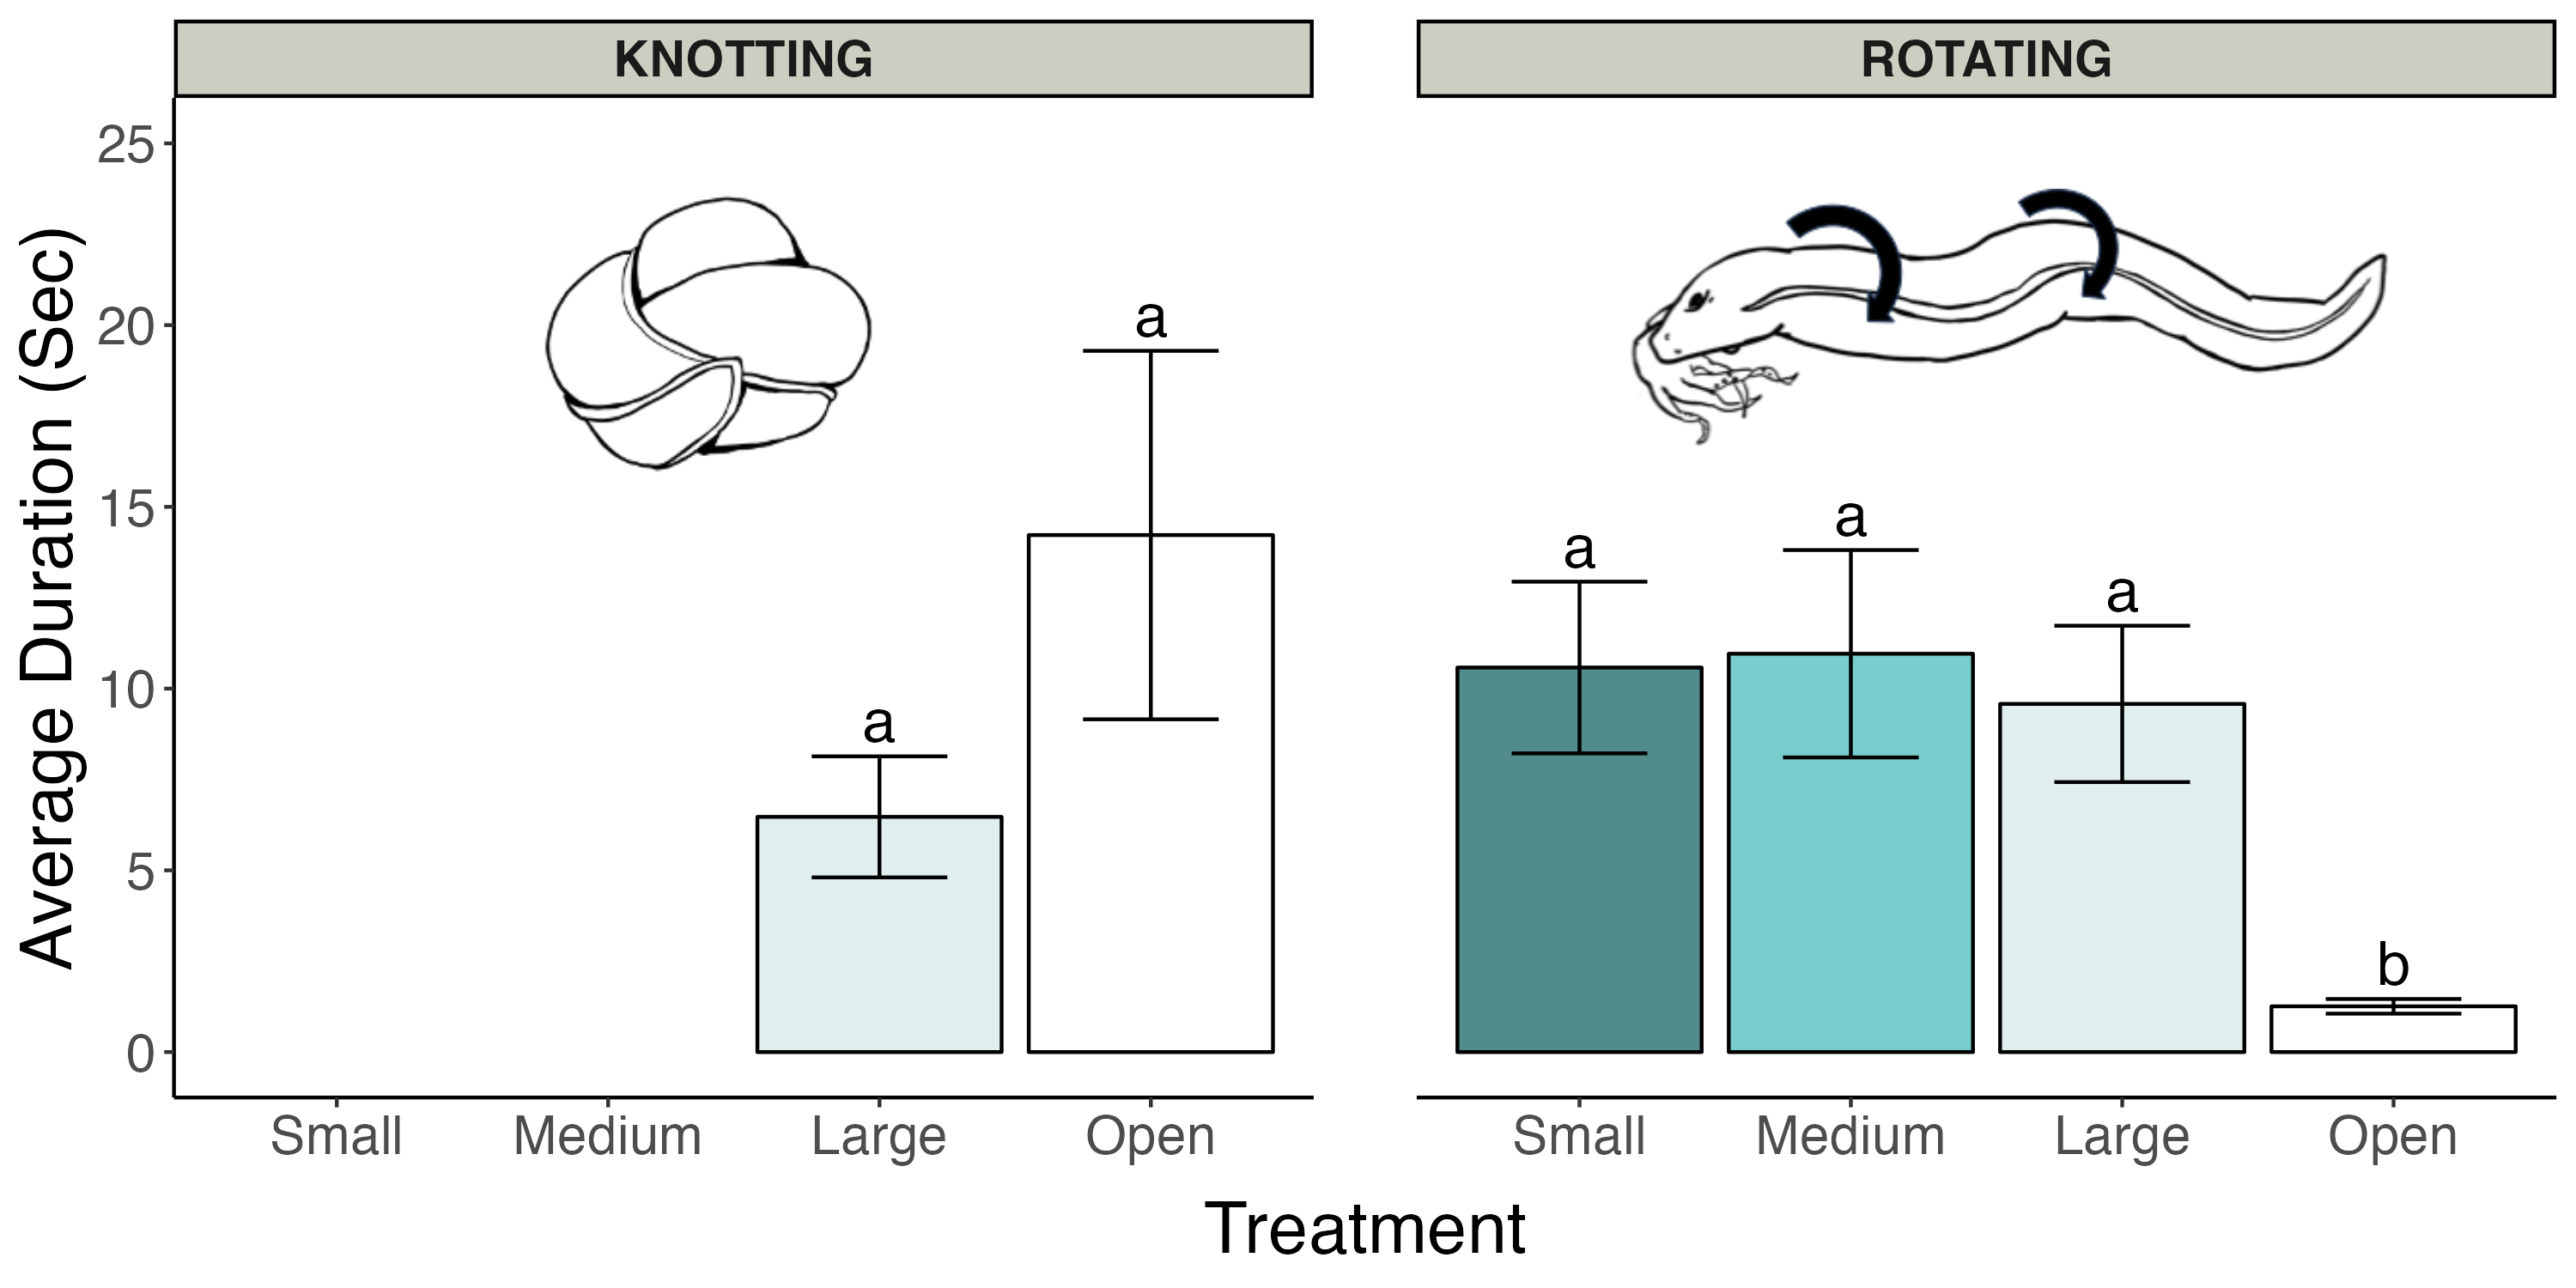 KNOTTING
ROTATING
Average Duration (Sec)
25
20
15
10
5
0
a
a
a
a
a
b
Small
Medium
Large
Open
Small
Medium
Large
Open
Treatment